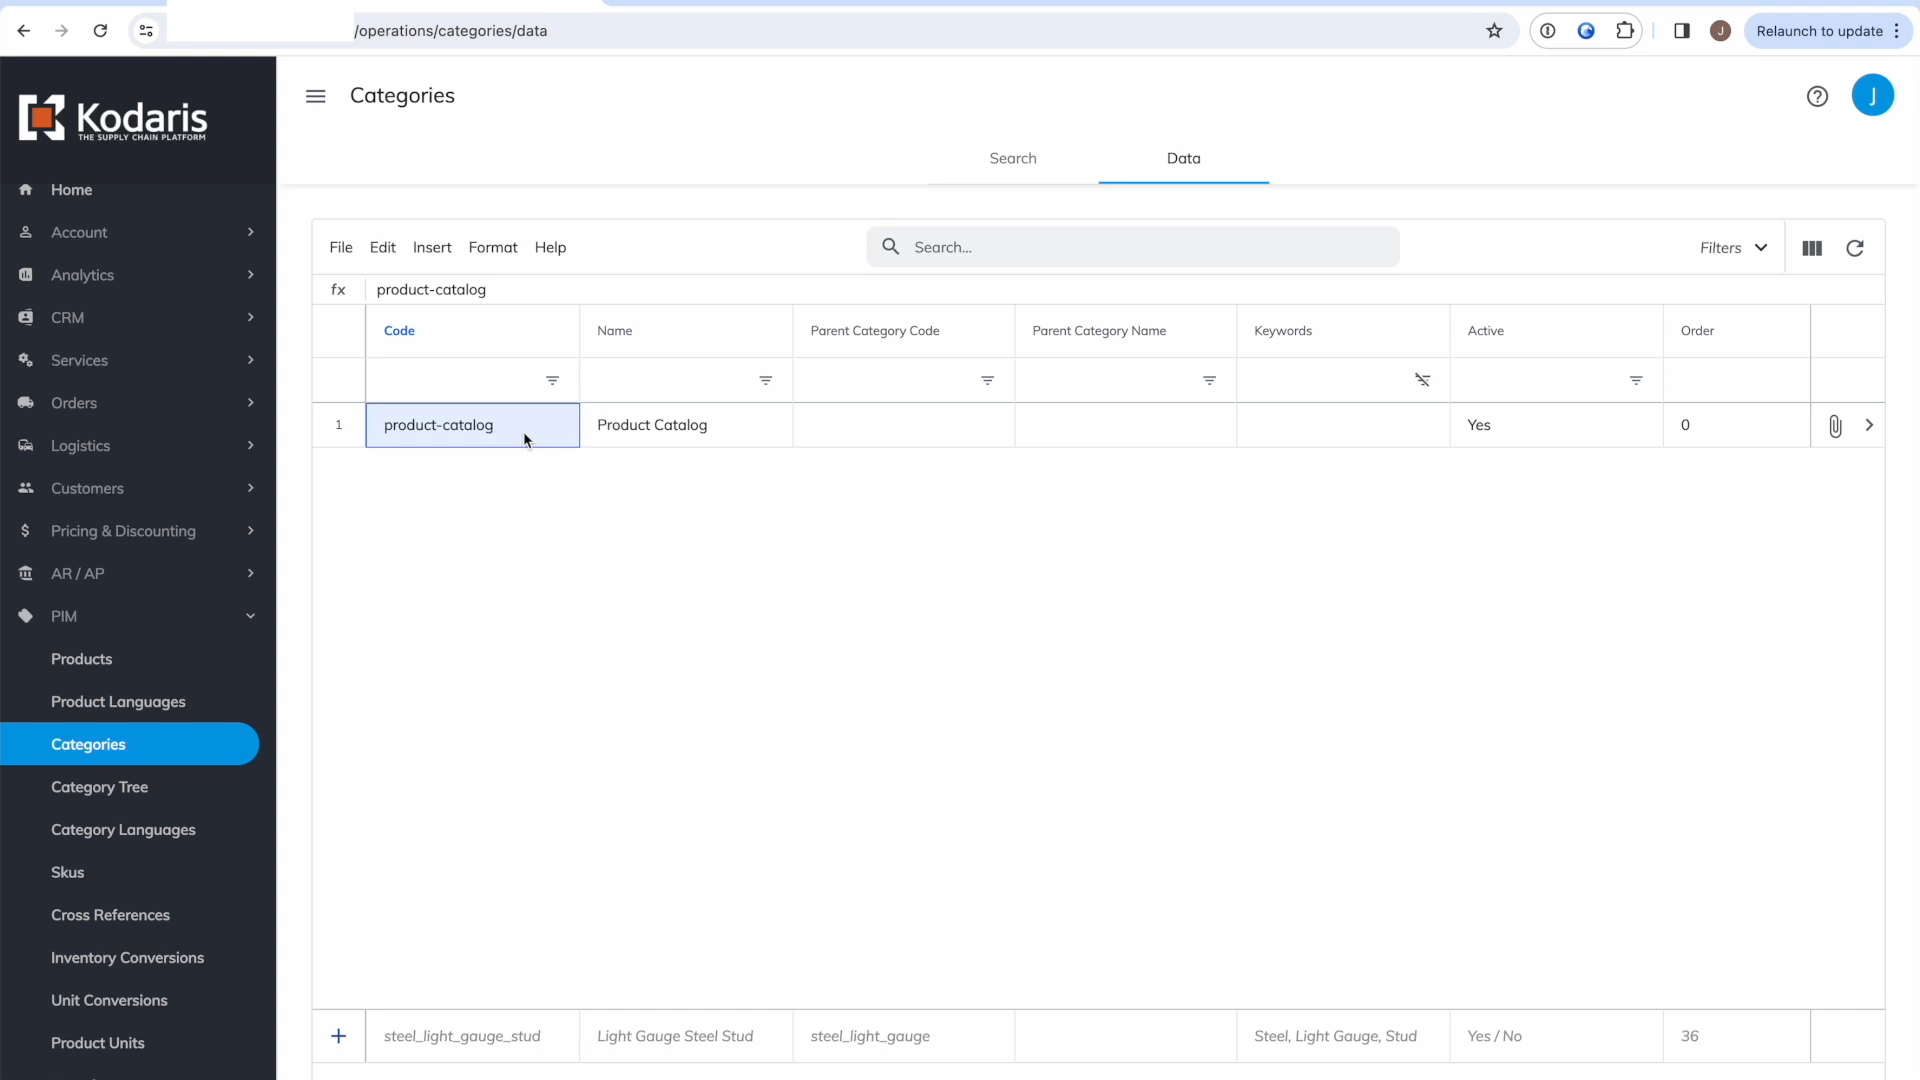 /operations/categories/data
J
Relaunch to update
Kodaris
THE SUPPLY CHAIN PLATFORM
Categories
J
Search
Data
Home
Account
Analytics
CRM
Services
Orders
Logistics
Customers
Pricing & Discounting
AR / AP
PIM
Products
Product Languages
Categories
Category Tree
Category Languages
Skus
Cross References
Inventory Conversions
Unit Conversions
Product Units
File Edit Insert Format Help
Search...
Filters
fx product-catalog
Code Name Parent Category Code Parent Category Name Keywords Active Order
1 product-catalog Product Catalog Yes 0
+ steel_light_gauge_stud Light Gauge Steel Stud steel_light_gauge Steel, Light Gauge, Stud Yes / No 36